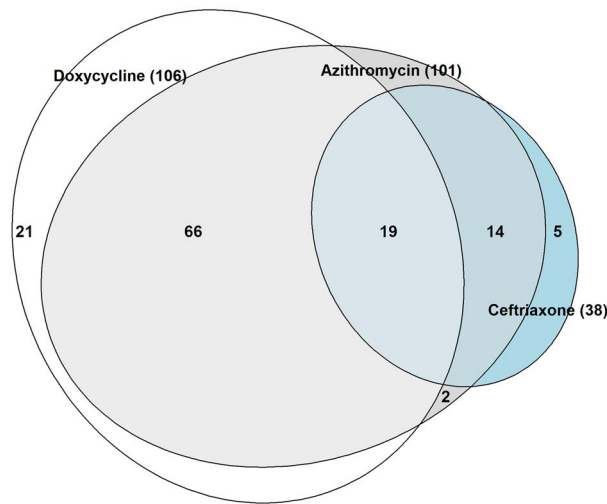 Doxycycline (106)
Azithromycin (101)
21
66
19
14
5
Ceftriaxone (38)
2